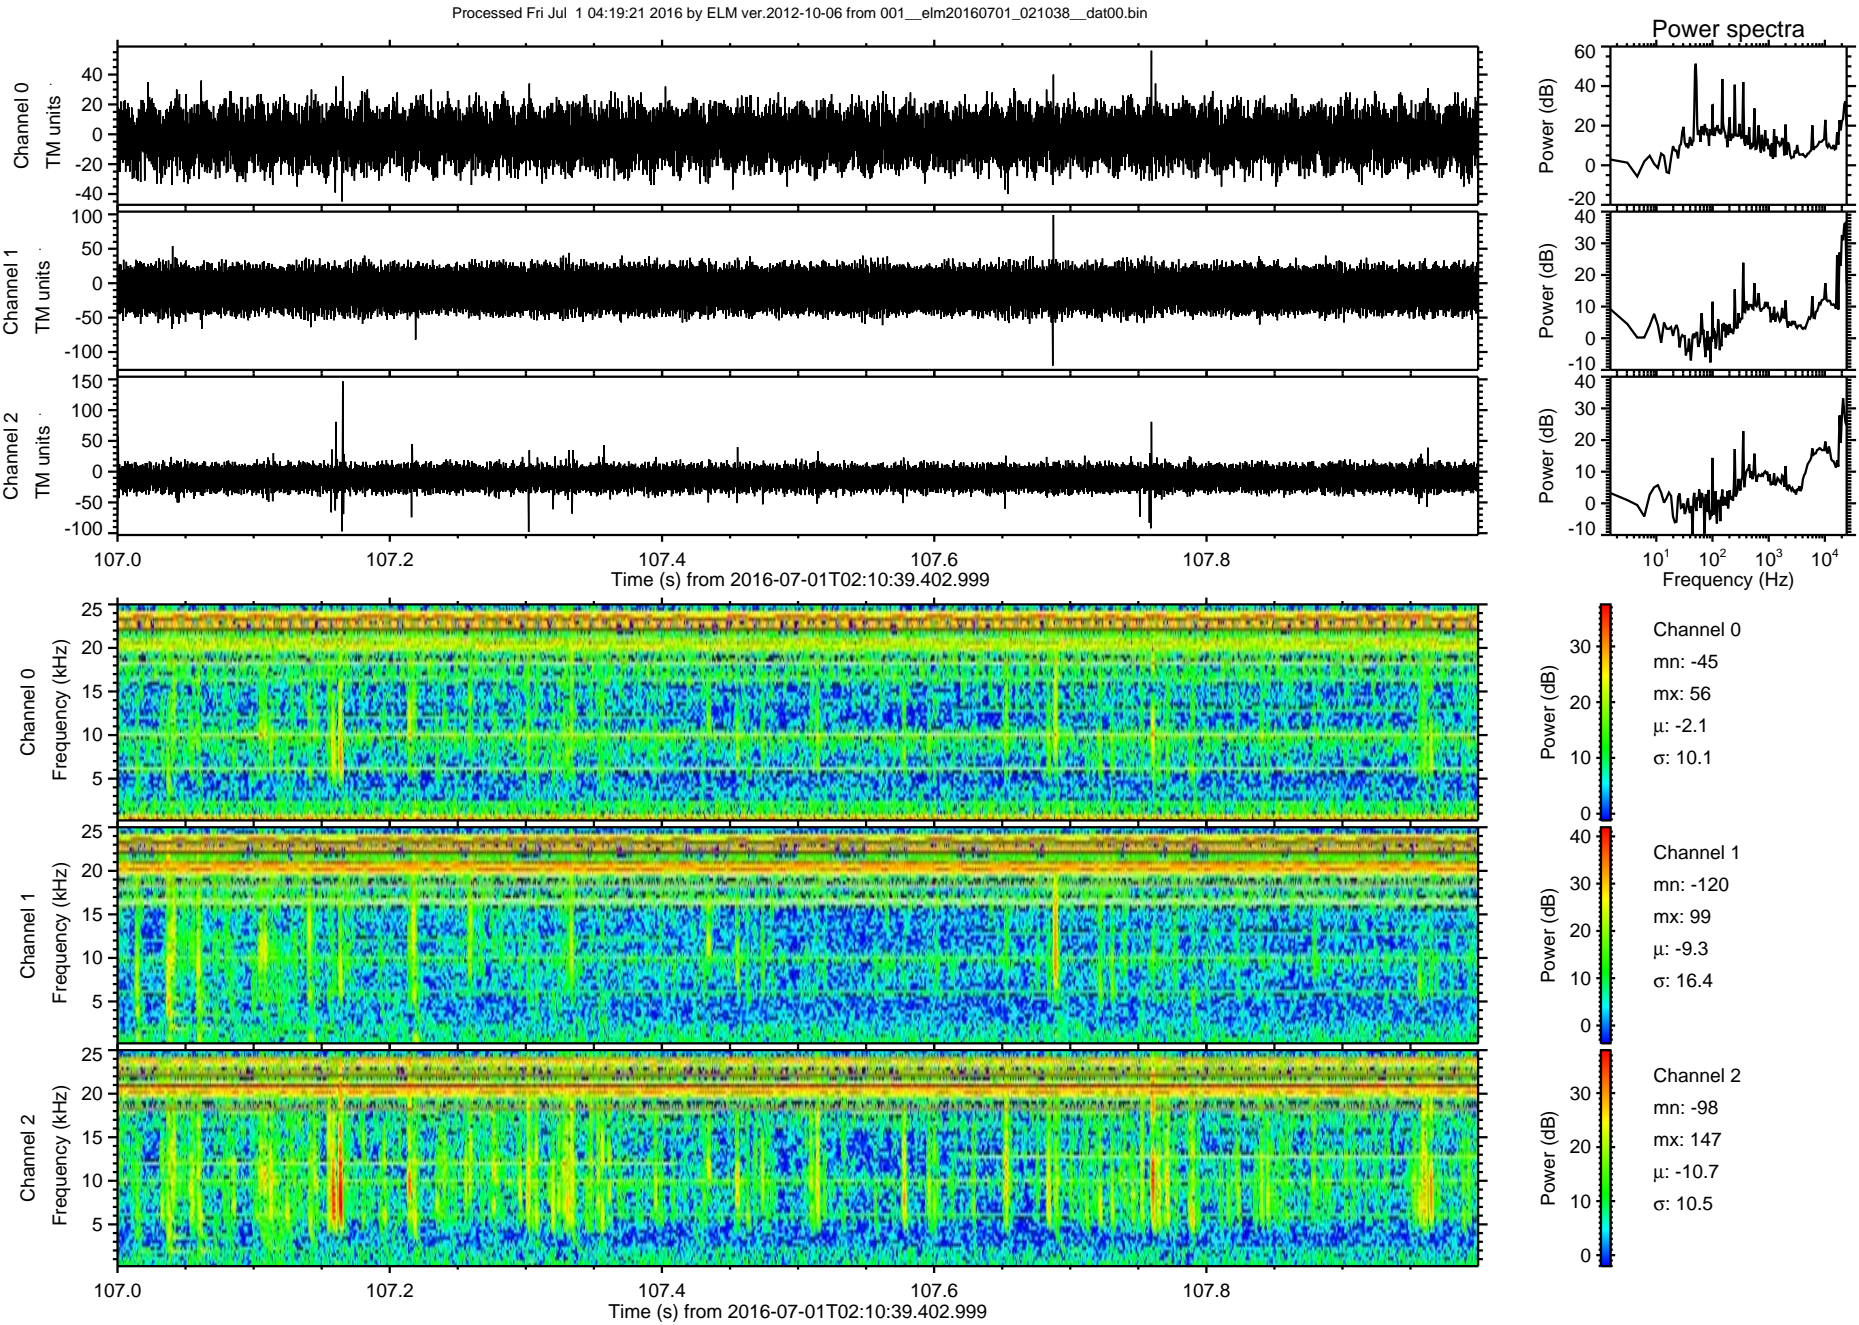 Processed Fri Jul  1 04:19:21 2016 by ELM ver.2012-10-06 from 001__elm20160701_021038__dat00.bin
Power spectra
Channel 0
TM units
40
20
0
-20
-40
Power (dB)
60
40
20
0
-20
Channel 1
TM units
100
50
0
-50
-100
Power (dB)
40
30
20
10
0
-10
Channel 2
TM units
150
100
50
0
-50
-100
Power (dB)
40
30
20
10
0
-10
107.0 107.2 107.4 107.6 107.8
Time (s) from 2016-07-01T02:10:39.402.999
10¹ 10² 10³ 10⁴
Frequency (Hz)
Channel 0
Frequency (kHz)
25
20
15
10
5
Power (dB)
30
20
10
0
Channel 0
mn: -45
mx: 56
μ: -2.1
σ: 10.1
Channel 1
Frequency (kHz)
25
20
15
10
5
Power (dB)
40
30
20
10
0
Channel 1
mn: -120
mx: 99
μ: -9.3
σ: 16.4
Channel 2
Frequency (kHz)
25
20
15
10
5
Power (dB)
30
20
10
0
Channel 2
mn: -98
mx: 147
μ: -10.7
σ: 10.5
107.0 107.2 107.4 107.6 107.8
Time (s) from 2016-07-01T02:10:39.402.999